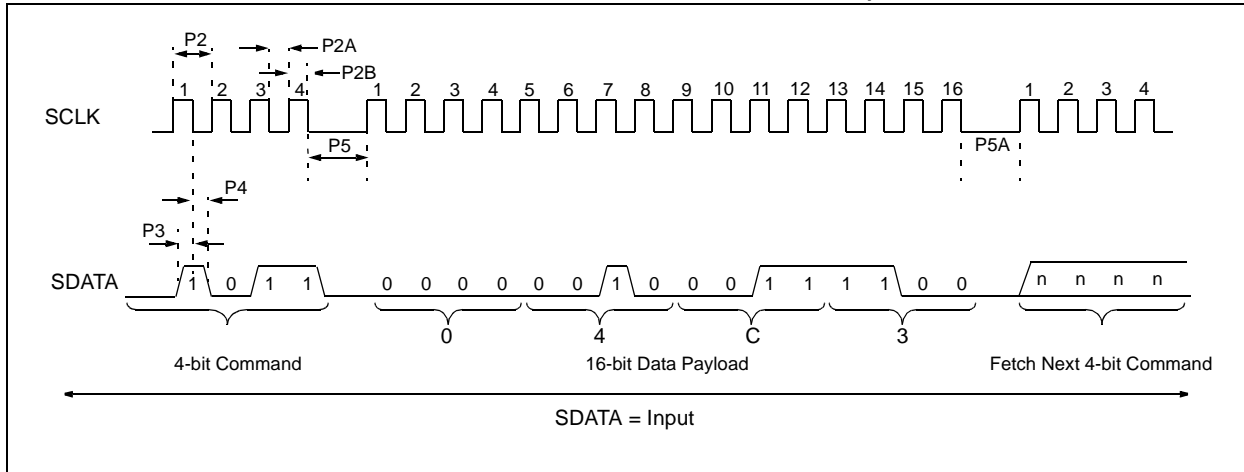 P2
P2A
P2B
1 2 3 4
1 2 3 4 5 6 7 8 9 10 11 12 13 14 15 16
1 2 3 4
SCLK
P5
P5A
P4
P3
SDATA
1 0 1 1
0 0 0 0 0 0 1 0 0 0 1 1 1 1 0 0
n n n n
0 4 C 3
4-bit Command
16-bit Data Payload
Fetch Next 4-bit Command
SDATA = Input